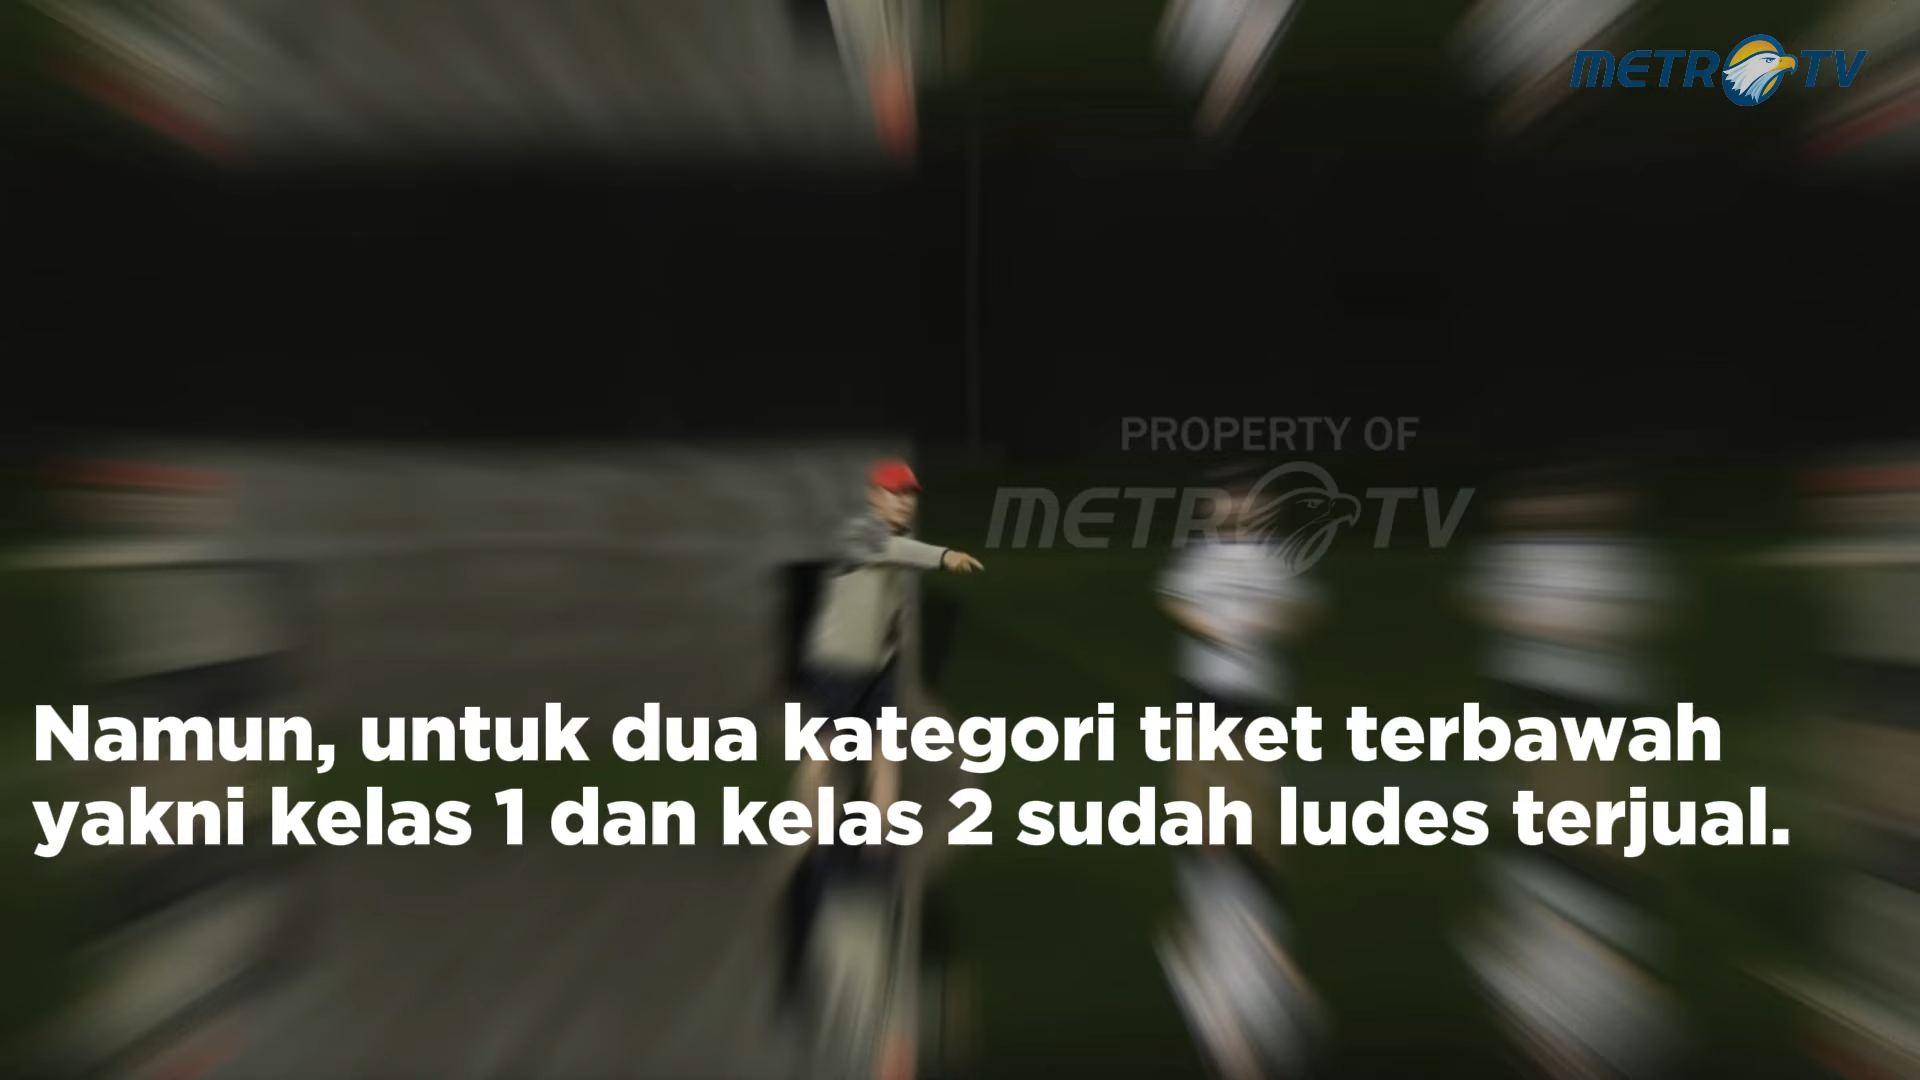 METRO TV
PROPERTY OF
METRO TV
Namun, untuk dua kategori tiket terbawah
yakni kelas 1 dan kelas 2 sudah ludes terjual.